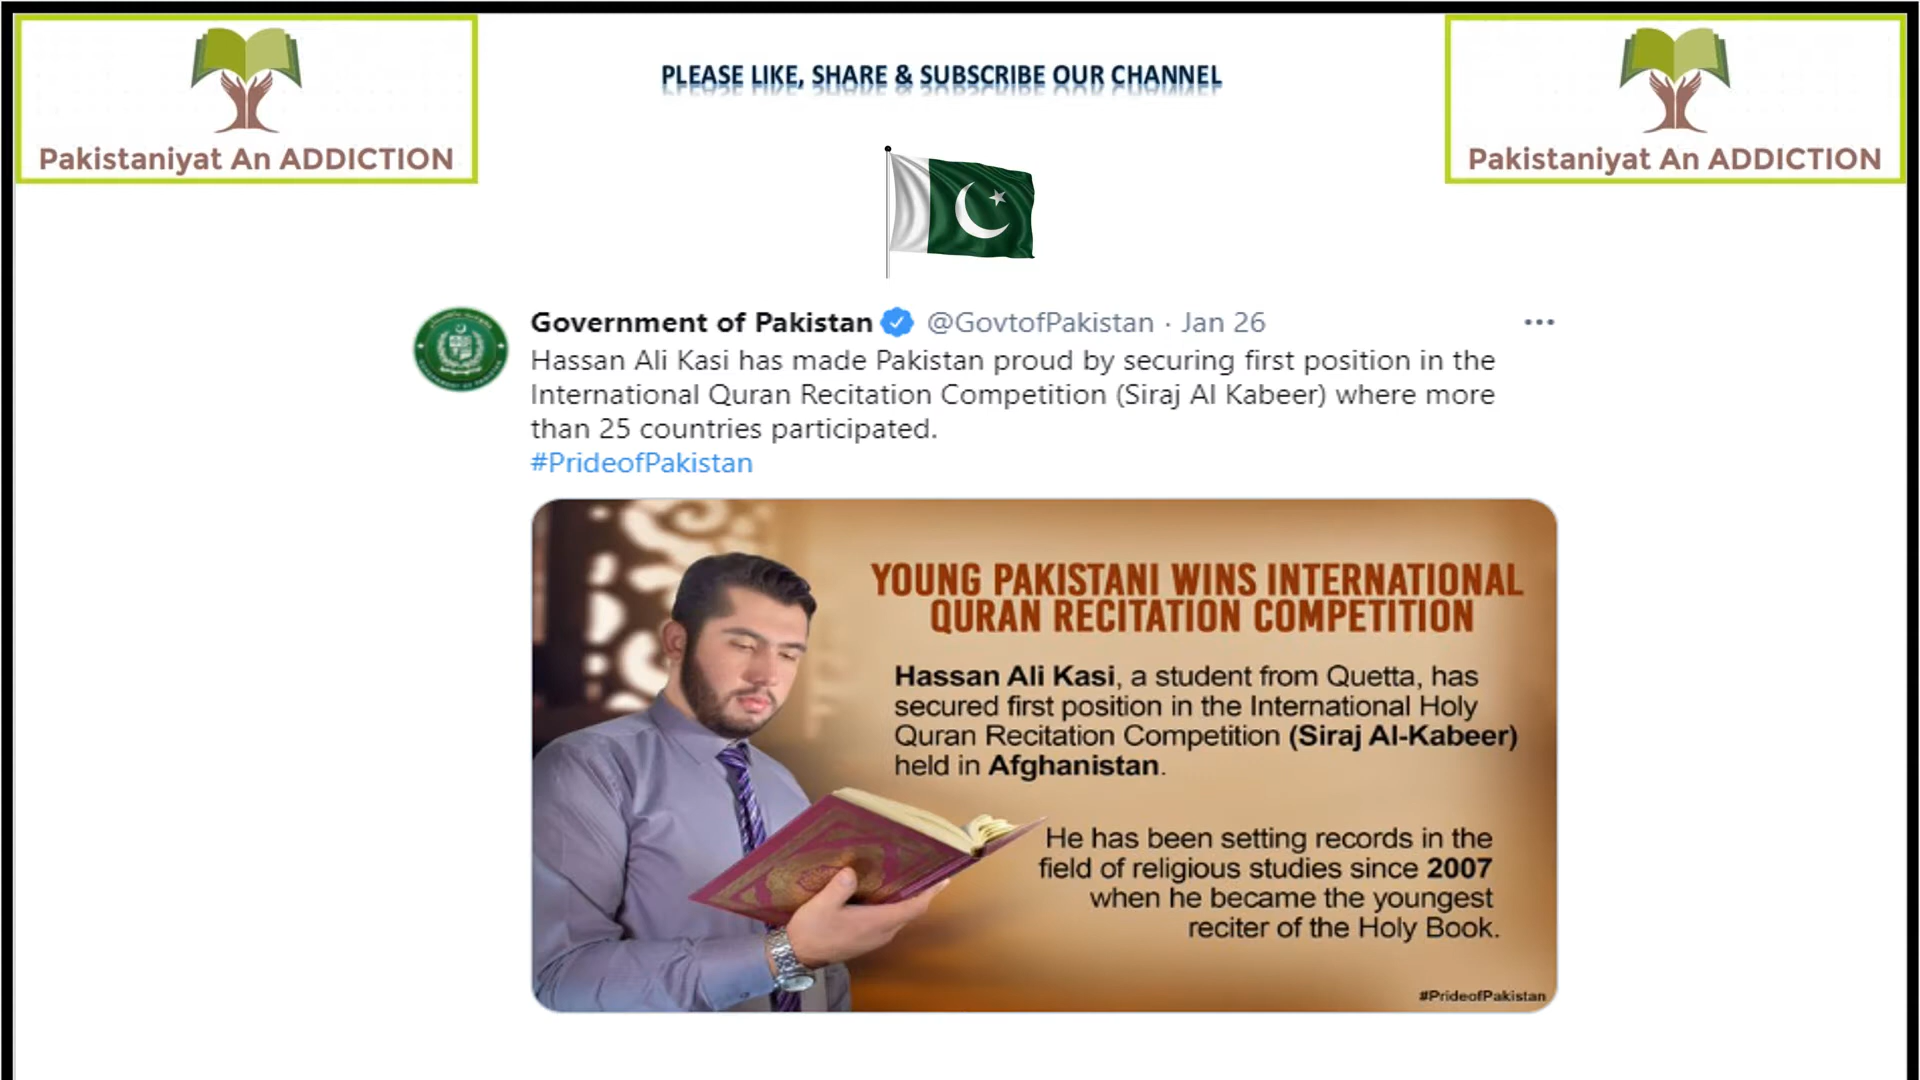 Pakistaniyat An ADDICTION
PLEASE LIKE, SHARE & SUBSCRIBE OUR CHANNEL
Pakistaniyat An ADDICTION
Government of Pakistan @GovtofPakistan · Jan 26
Hassan Ali Kasi has made Pakistan proud by securing first position in the
International Quran Recitation Competition (Siraj Al Kabeer) where more
than 25 countries participated.
#PrideofPakistan
YOUNG PAKISTANI WINS INTERNATIONAL
QURAN RECITATION COMPETITION
Hassan Ali Kasi, a student from Quetta, has
secured first position in the International Holy
Quran Recitation Competition (Siraj Al-Kabeer)
held in Afghanistan.
He has been setting records in the
field of religious studies since 2007
when he became the youngest
reciter of the Holy Book.
#PrideofPakistan